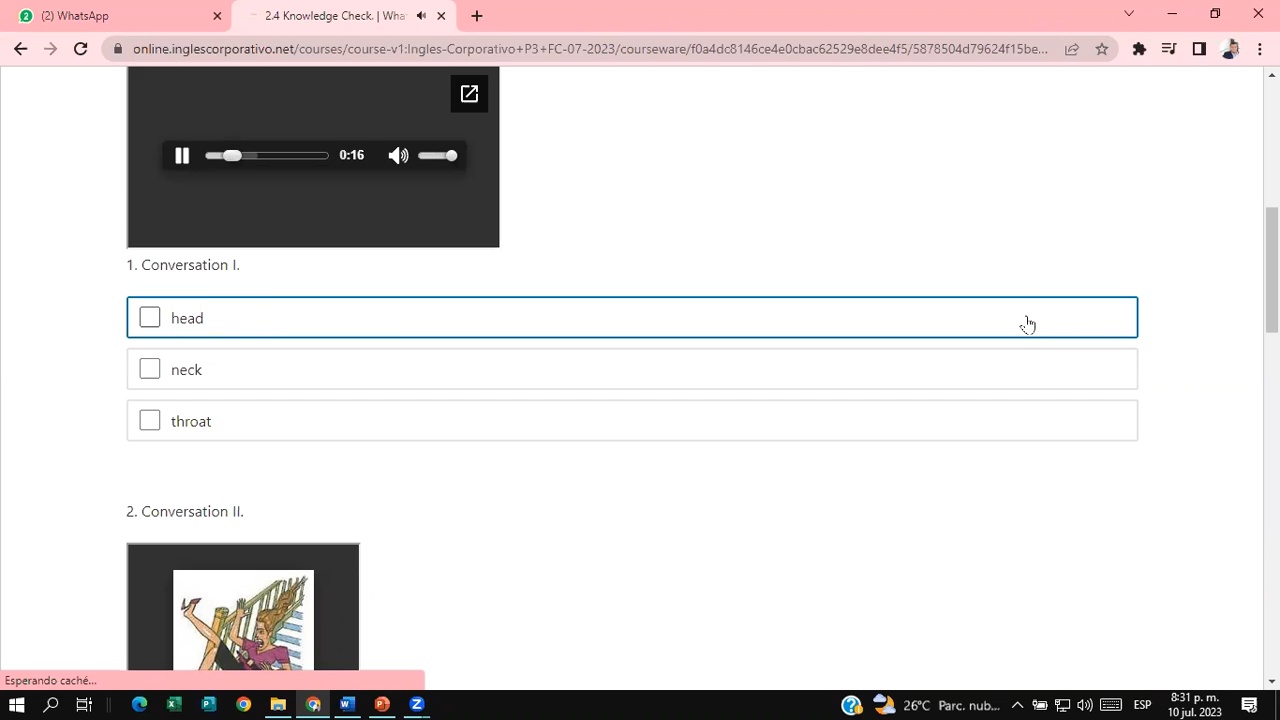 2 (2) WhatsApp
2.4 Knowledge Check. | Wha
online.inglescorporativo.net/courses/course-v1:Ingles-Corporativo+P3+FC-07-2023/courseware/f0a4dc8146ce4e0cbac62529e8dee4f5/5878504d79624f15be...
0:16
1. Conversation I.
head
neck
throat
2. Conversation II.
Esperando caché...
26°C Parc. nub...
ESP
8:31 p. m.
10 jul. 2023